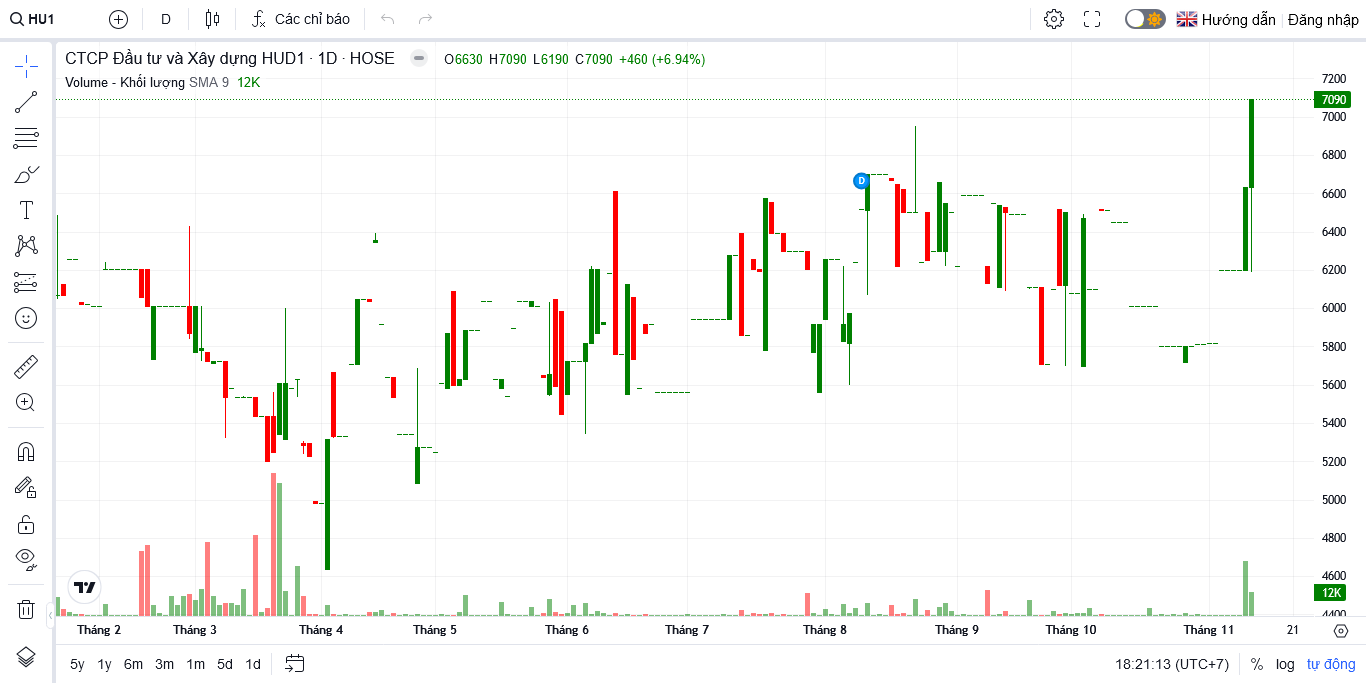 HU1 D Các chỉ báo Hướng dẫn Đăng nhập
CTCP Đầu tư và Xây dựng HUD1 · 1D · HOSE O6630 H7090 L6190 C7090 +460 (+6.94%)
Volume - Khối lượng SMA 9 12K
7200
7090
7000
6800
6600
D
6400
6200
6000
5800
5600
5400
5200
5000
4800
4600
12K
4400
Tháng 2 Tháng 3 Tháng 4 Tháng 5 Tháng 6 Tháng 7 Tháng 8 Tháng 9 Tháng 10 Tháng 11 21
5y 1y 6m 3m 1m 5d 1d 18:21:13 (UTC+7) % log tự động